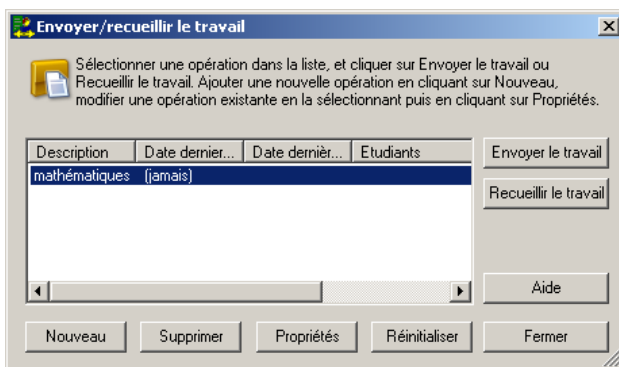 Envoyer/recueillir le travail
Sélectionner une opération dans la liste, et cliquer sur Envoyer le travail ou
Recueillir le travail. Ajouter une nouvelle opération en cliquant sur Nouveau,
modifier une opération existante en la sélectionnant puis en cliquant sur Propriétés.
Description Date dernier... Date dernièr... Etudiants
Envoyer le travail
mathématiques (jamais)
Recueillir le travail
Aide
Nouveau Supprimer Propriétés Réinitialiser Fermer